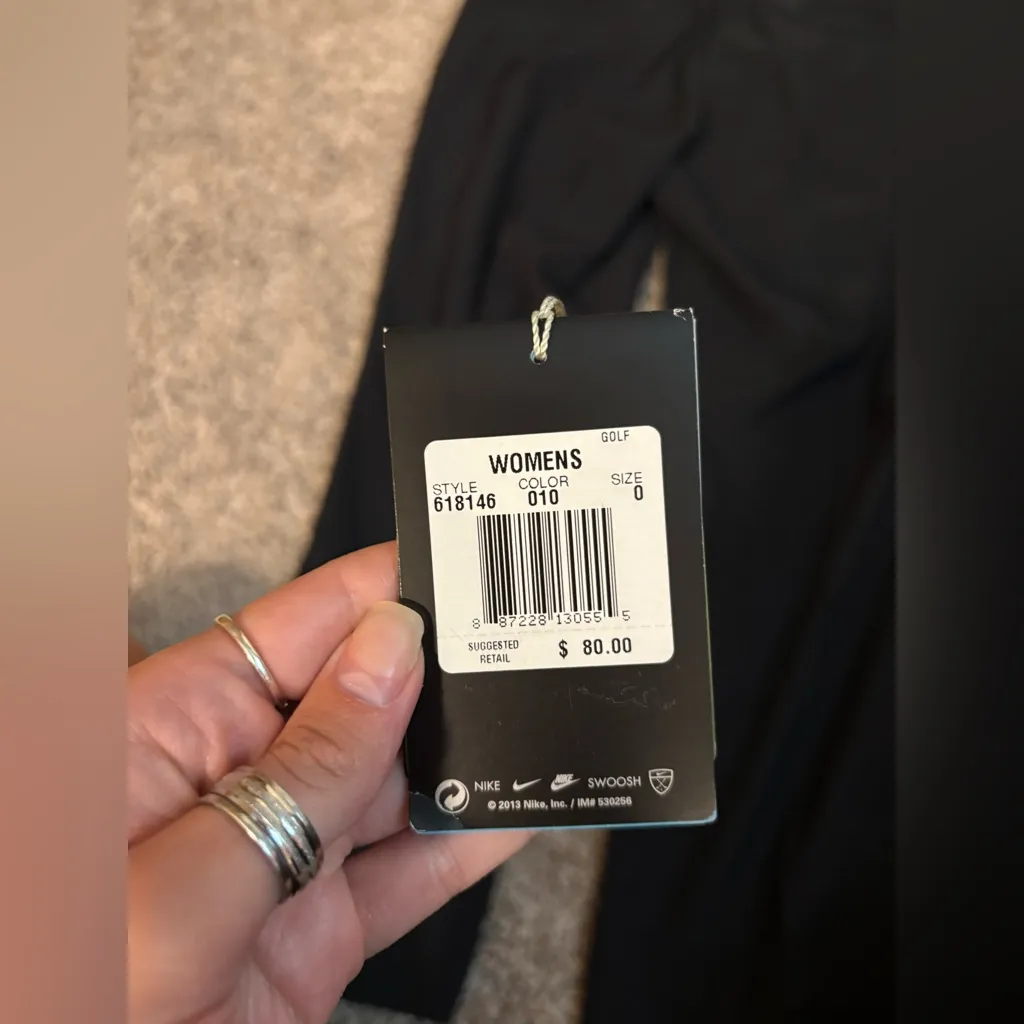 GOLF
WOMENS
STYLE COLOR SIZE
618146 010 0
8 87228 13055 5
SUGGESTED
RETAIL $ 80.00
NIKE NIKE SWOOSH
© 2013 Nike, Inc. / IM# 530256